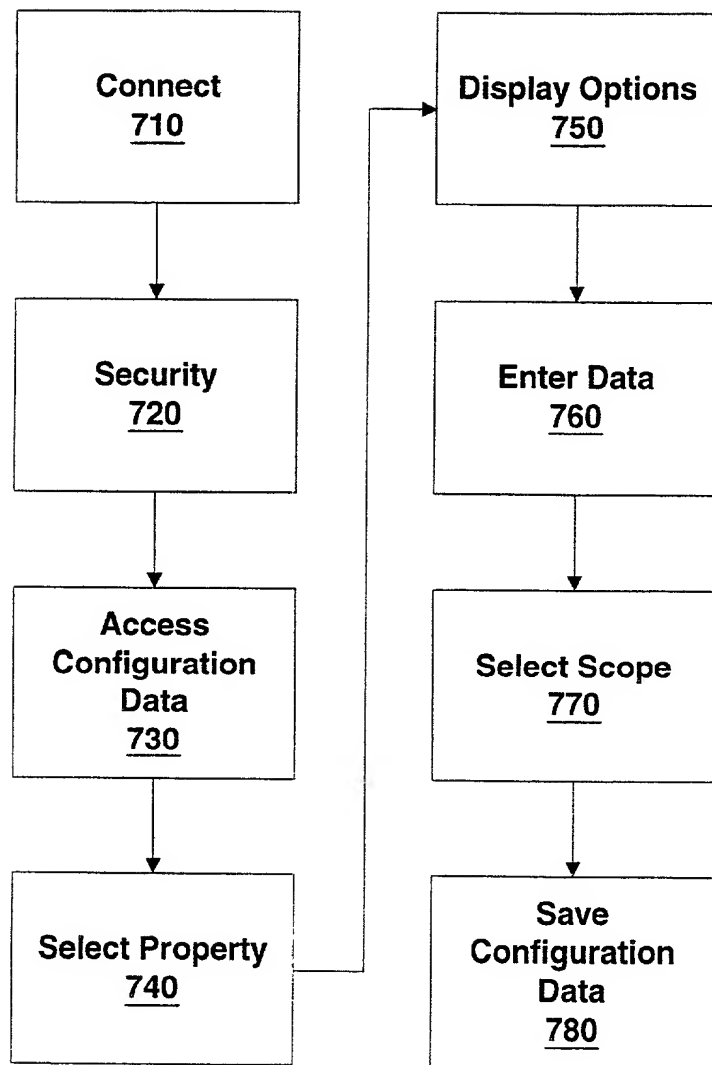 Connect
710
Security
720
Access
Configuration
Data
730
Select Property
740
Display Options
750
Enter Data
760
Select Scope
770
Save
Configuration
Data
780